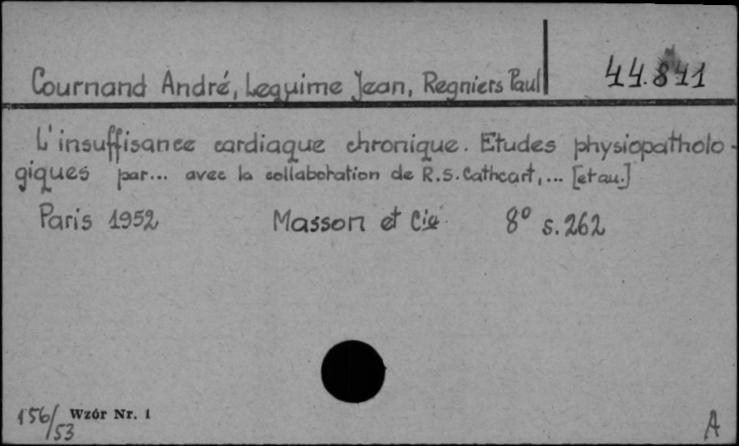 Cournand André, Lequime Jean, Regniers Paul
44.841
L'insuffisance cardiaque chronique. Etudes physiopatholo-
giques par... avec la collaboration de R.S. Cathcart,... [et au.]
Paris 1952 Masson et Cie 8° s. 262
156/53 Wzór Nr. 1
A